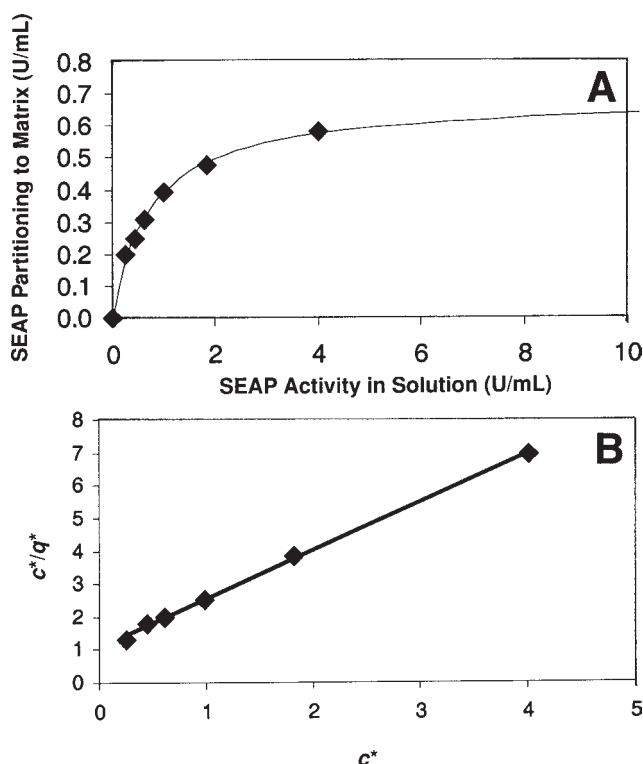 A
SEAP Partitioning to Matrix (U/mL)
0.8
0.7
0.6
0.5
0.4
0.3
0.2
0.1
0.0
0 2 4 6 8 10
SEAP Activity in Solution (U/mL)
B
c*/q*
8
7
6
5
4
3
2
1
0
0 1 2 3 4 5
c*